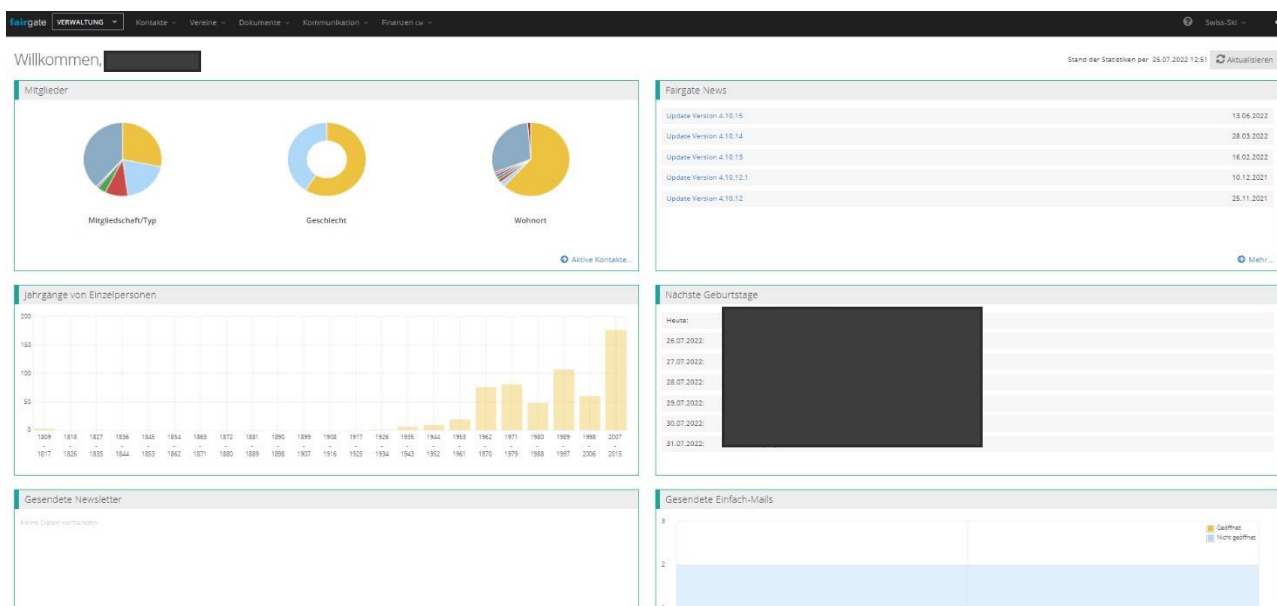 fairgate VERWALTUNG Kontakte Vereine Dokumente Kommunikation Finanzen CHF Swiss-Ski
Willkommen,
Stand der Statistiken per 25.07.2022 12:51 Aktualisieren
Mitglieder
Mitgliedschaft/Typ Geschlecht Wohnort
Aktive Kontakte...
Fairgate News
Update Version 4.10.15 13.06.2022
Update Version 4.10.14 28.03.2022
Update Version 4.10.13 16.02.2022
Update Version 4.10.12.1 10.12.2021
Update Version 4.10.12 25.11.2021
Mehr...
Jahrgänge von Einzelpersonen
200
150
100
50
0
1809 1818 1827 1836 1845 1854 1863 1872 1881 1890 1899 1908 1917 1926 1935 1944 1953 1962 1971 1980 1989 1998 2007
- - - - - - - - - - - - - - - - - - - - - - -
1817 1826 1835 1844 1853 1862 1871 1880 1889 1898 1907 1916 1925 1934 1943 1952 1961 1970 1979 1988 1997 2006 2015
Nächste Geburtstage
Heute:
26.07.2022:
27.07.2022:
28.07.2022:
29.07.2022:
30.07.2022:
31.07.2022:
Gesendete Newsletter
Keine Daten vorhanden
Gesendete Einfach-Mails
3
Geöffnet
Nicht geöffnet
2